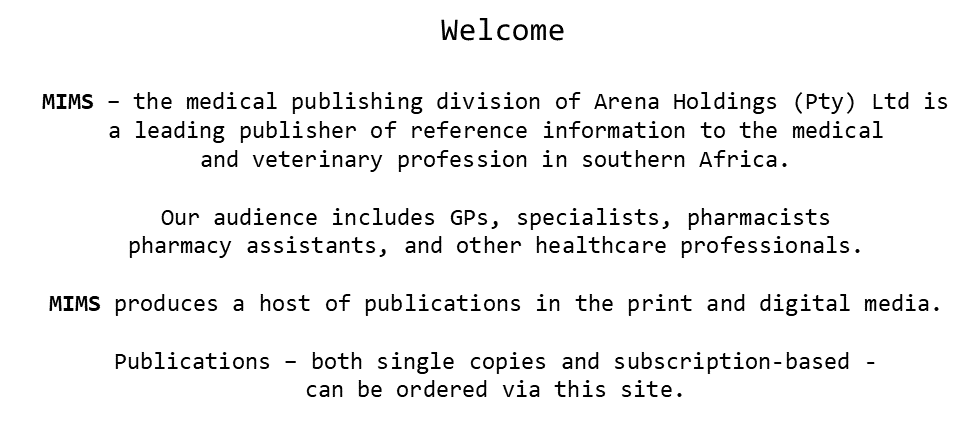 Welcome
MIMS – the medical publishing division of Arena Holdings (Pty) Ltd is
a leading publisher of reference information to the medical
and veterinary profession in southern Africa.
Our audience includes GPs, specialists, pharmacists
pharmacy assistants, and other healthcare professionals.
MIMS produces a host of publications in the print and digital media.
Publications – both single copies and subscription-based -
can be ordered via this site.